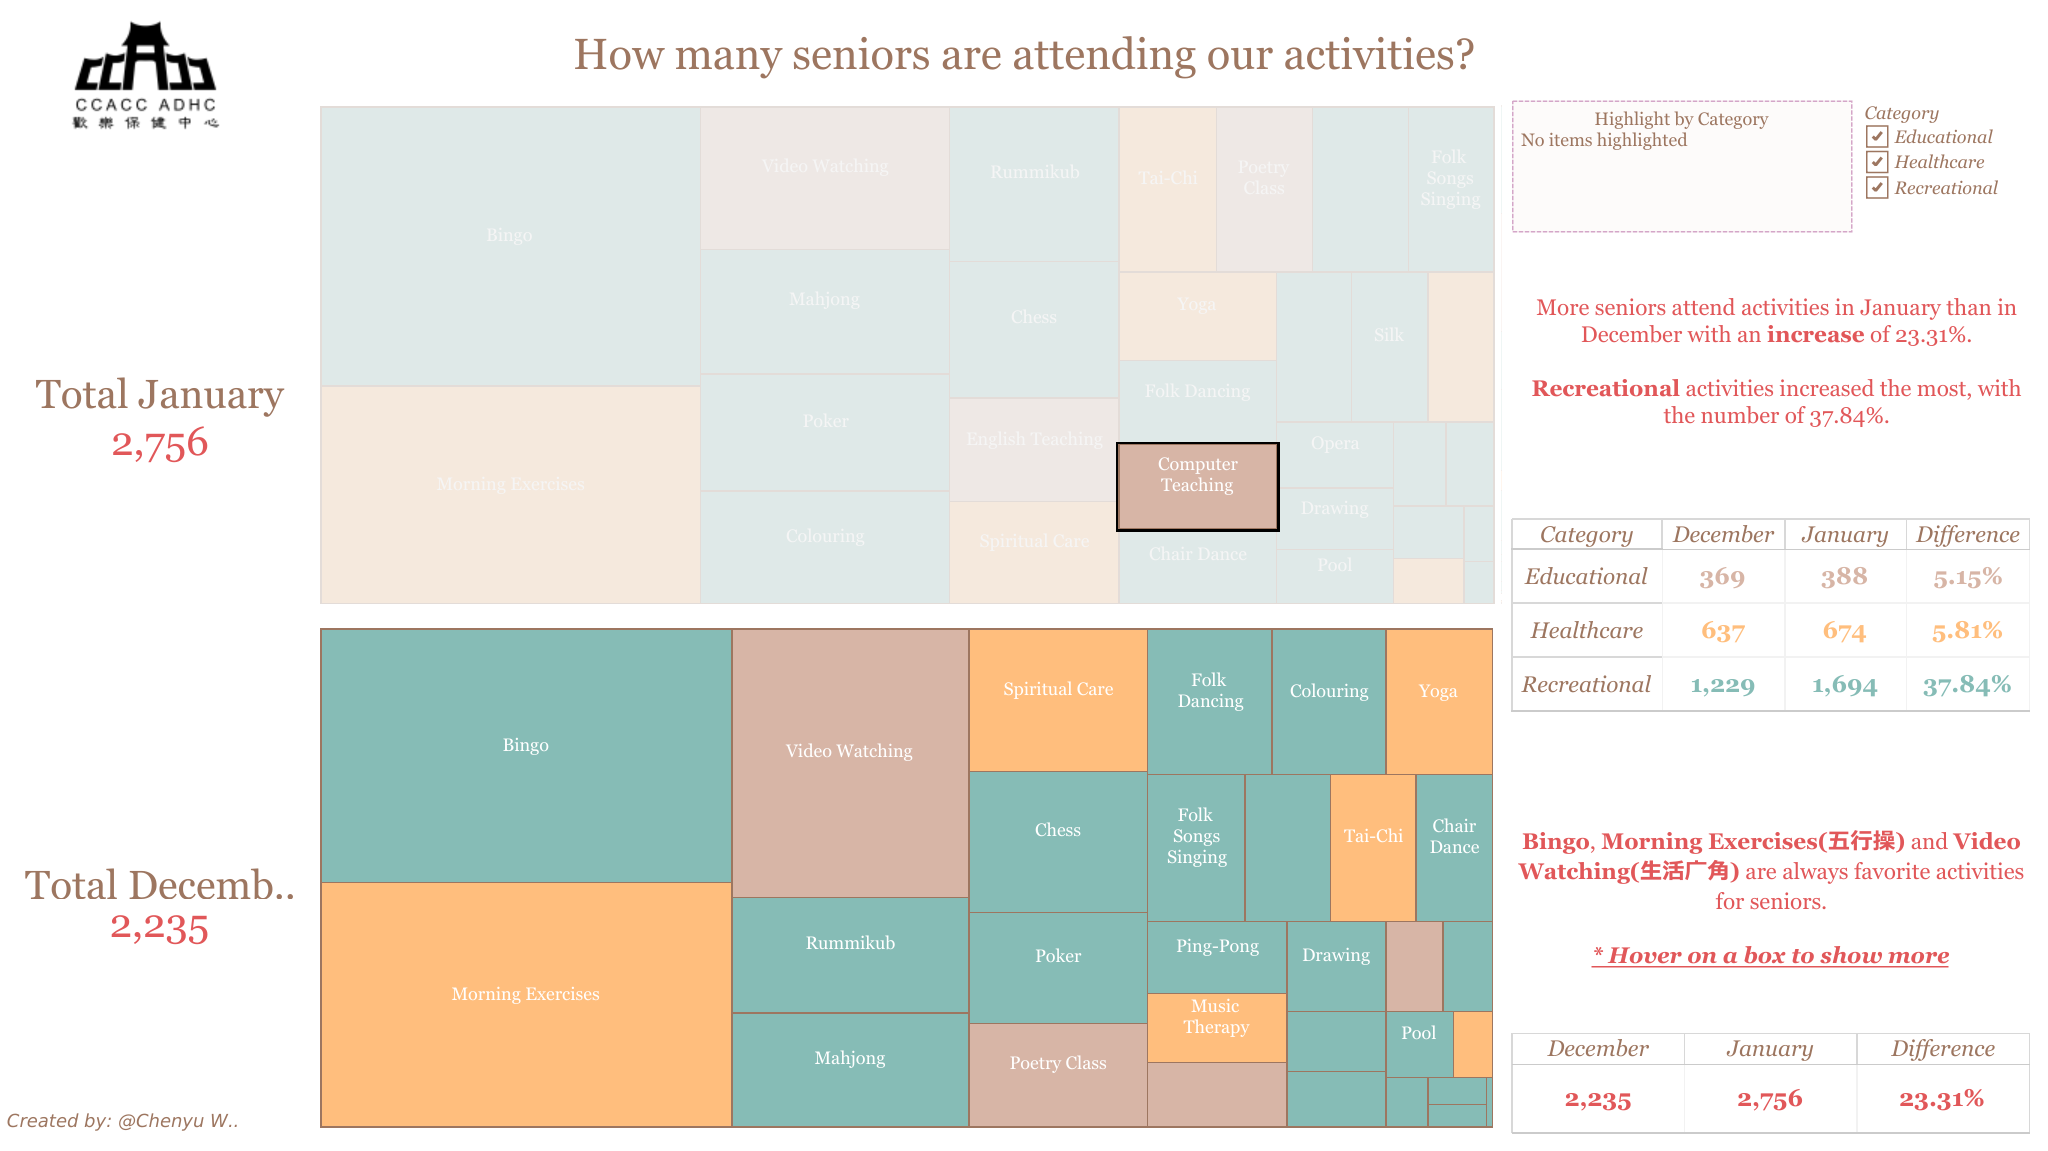 CCACC ADHC
歡樂保健中心
How many seniors are attending our activities?
Total January
2,756
Bingo
Morning Exercises
Video Watching
Mahjong
Poker
Colouring
Rummikub
Chess
English Teaching
Spiritual Care
Tai-Chi
Poetry
Class
Folk
Songs
Singing
Yoga
Folk Dancing
Computer
Teaching
Chair Dance
Silk
Opera
Drawing
Pool
Highlight by Category
No items highlighted
Category
Educational
Healthcare
Recreational
More seniors attend activities in January than in
December with an increase of 23.31%.
Recreational activities increased the most, with
the number of 37.84%.
Category December January Difference
Educational 369 388 5.15%
Healthcare 637 674 5.81%
Recreational 1,229 1,694 37.84%
Total Decemb..
2,235
Bingo
Morning Exercises
Video Watching
Rummikub
Mahjong
Spiritual Care
Chess
Poker
Poetry Class
Folk
Dancing
Colouring
Yoga
Folk
Songs
Singing
Tai-Chi
Chair
Dance
Ping-Pong
Music
Therapy
Drawing
Pool
Bingo, Morning Exercises(五行操) and Video
Watching(生活广角) are always favorite activities
for seniors.
* Hover on a box to show more
December January Difference
2,235 2,756 23.31%
Created by: @Chenyu W..